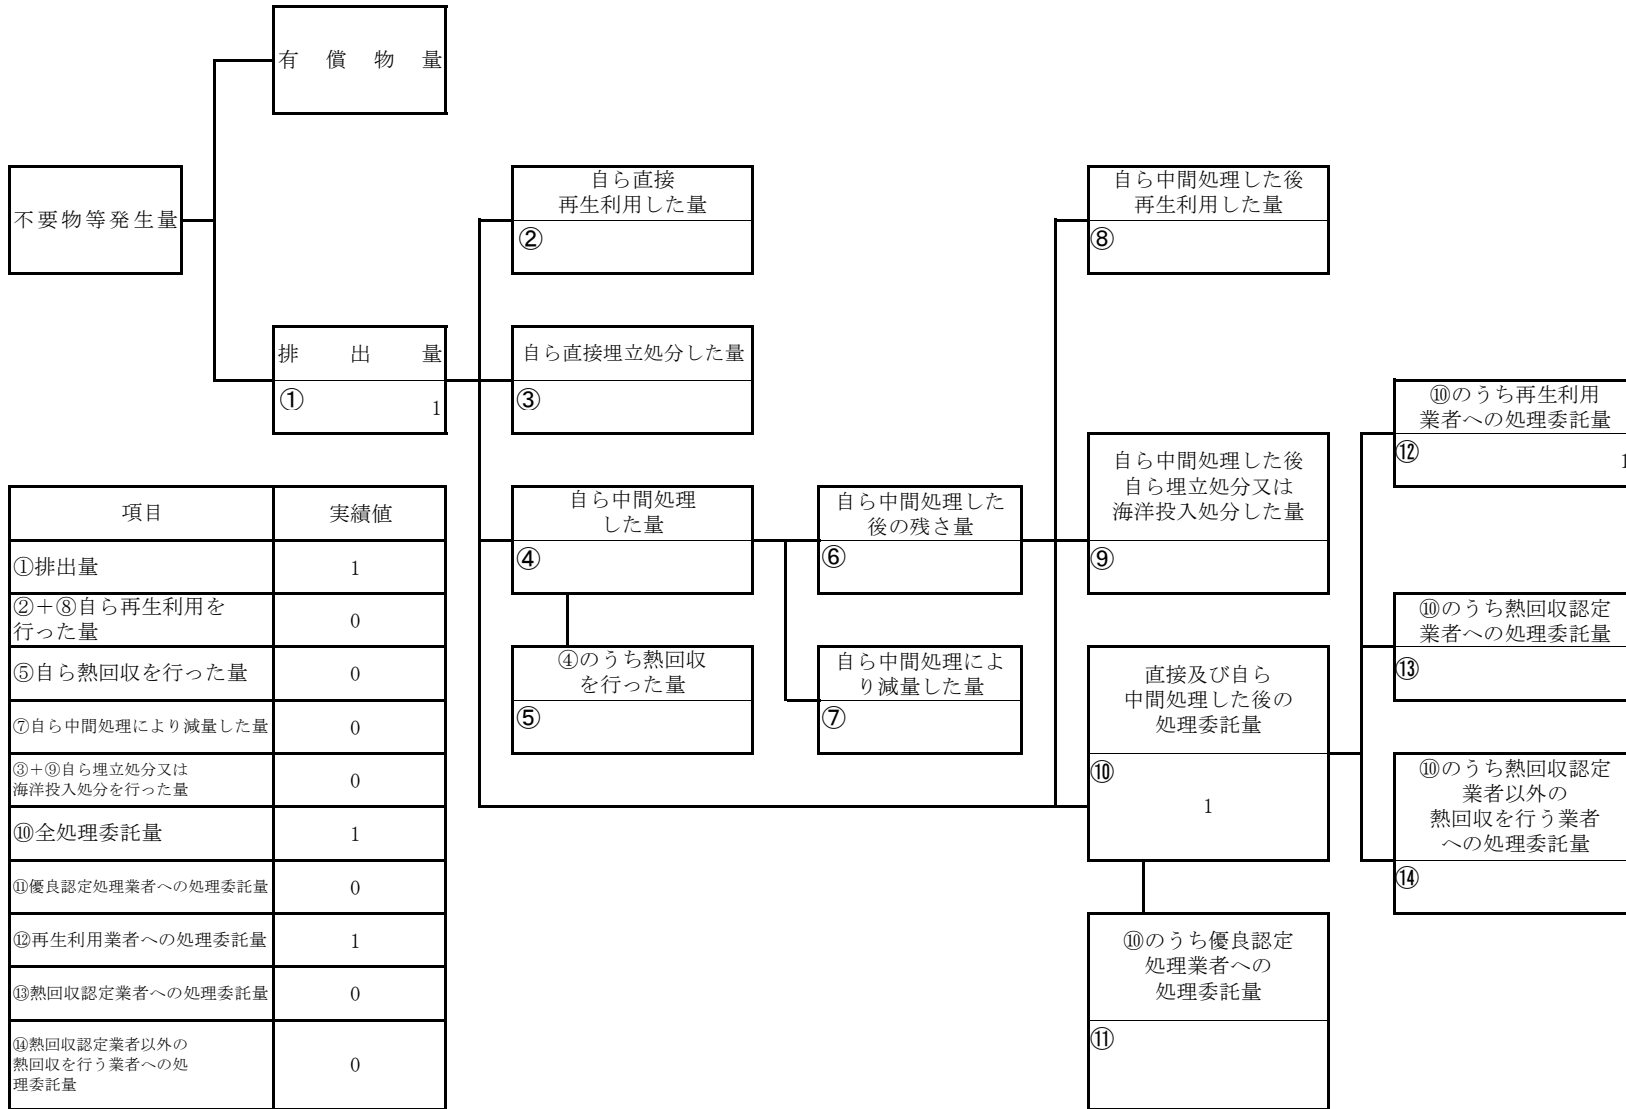 有償物量
不要物等発生量
排出量
①
1
自ら直接
再生利用した量
②
自ら直接埋立処分した量
③
自ら中間処理
した量
④
④のうち熱回収
を行った量
⑤
自ら中間処理した
後の残さ量
⑥
自ら中間処理によ
り減量した量
⑦
自ら中間処理した後
再生利用した量
⑧
自ら中間処理した後
自ら埋立処分又は
海洋投入処分した量
⑨
直接及び自ら
中間処理した後の
処理委託量
⑩
1
⑩のうち優良認定
処理業者への
処理委託量
⑪
⑩のうち再生利用
業者への処理委託量
⑫
1
⑩のうち熱回収認定
業者への処理委託量
⑬
⑩のうち熱回収認定
業者以外の
熱回収を行う業者
への処理委託量
⑭
項目 実績値
①排出量 1
②＋⑧自ら再生利用を
行った量 0
⑤自ら熱回収を行った量 0
⑦自ら中間処理により減量した量 0
③＋⑨自ら埋立処分又は
海洋投入処分を行った量 0
⑩全処理委託量 1
⑪優良認定処理業者への処理委託量 0
⑫再生利用業者への処理委託量 1
⑬熱回収認定業者への処理委託量 0
⑭熱回収認定業者以外の
熱回収を行う業者への処
理委託量 0